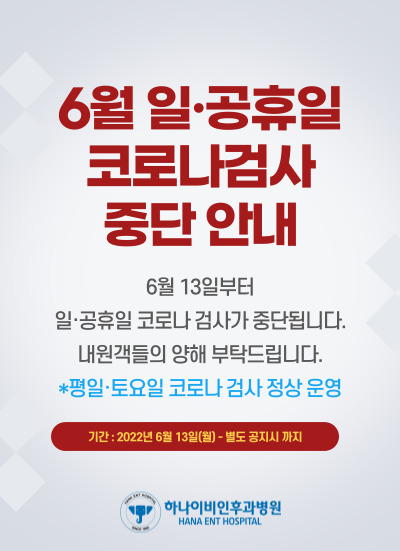 6월 일·공휴일
코로나검사
중단 안내
6월 13일부터
일·공휴일 코로나 검사가 중단됩니다.
내원객들의 양해 부탁드립니다.
*평일·토요일 코로나 검사 정상 운영
기간 : 2022년 6월 13일(월) - 별도 공지시 까지
HANA ENT HOSPITAL
하나이비인후과병원
HANA ENT HOSPITAL